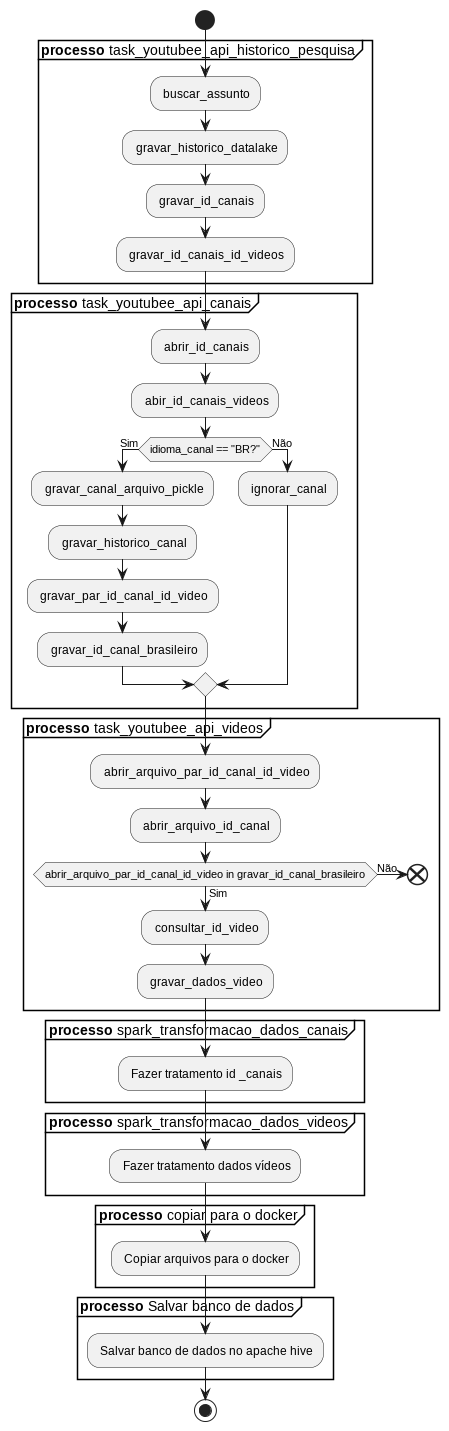 processo task_youtubee_api_historico_pesquisa
buscar_assunto
gravar_historico_datalake
gravar_id_canais
gravar_id_canais_id_videos
processo task_youtubee_api_canais
abrir_id_canais
abir_id_canais_videos
Sim
idioma_canal == "BR?"
Não
gravar_canal_arquivo_pickle
ignorar_canal
gravar_historico_canal
gravar_par_id_canal_id_video
gravar_id_canal_brasileiro
processo task_youtubee_api_videos
abrir_arquivo_par_id_canal_id_video
abrir_arquivo_id_canal
abrir_arquivo_par_id_canal_id_video in gravar_id_canal_brasileiro
Não
Sim
consultar_id_video
gravar_dados_video
processo spark_transformacao_dados_canais
Fazer tratamento id _canais
processo spark_transformacao_dados_videos
Fazer tratamento dados vídeos
processo copiar para o docker
Copiar arquivos para o docker
processo Salvar banco de dados
Salvar banco de dados no apache hive